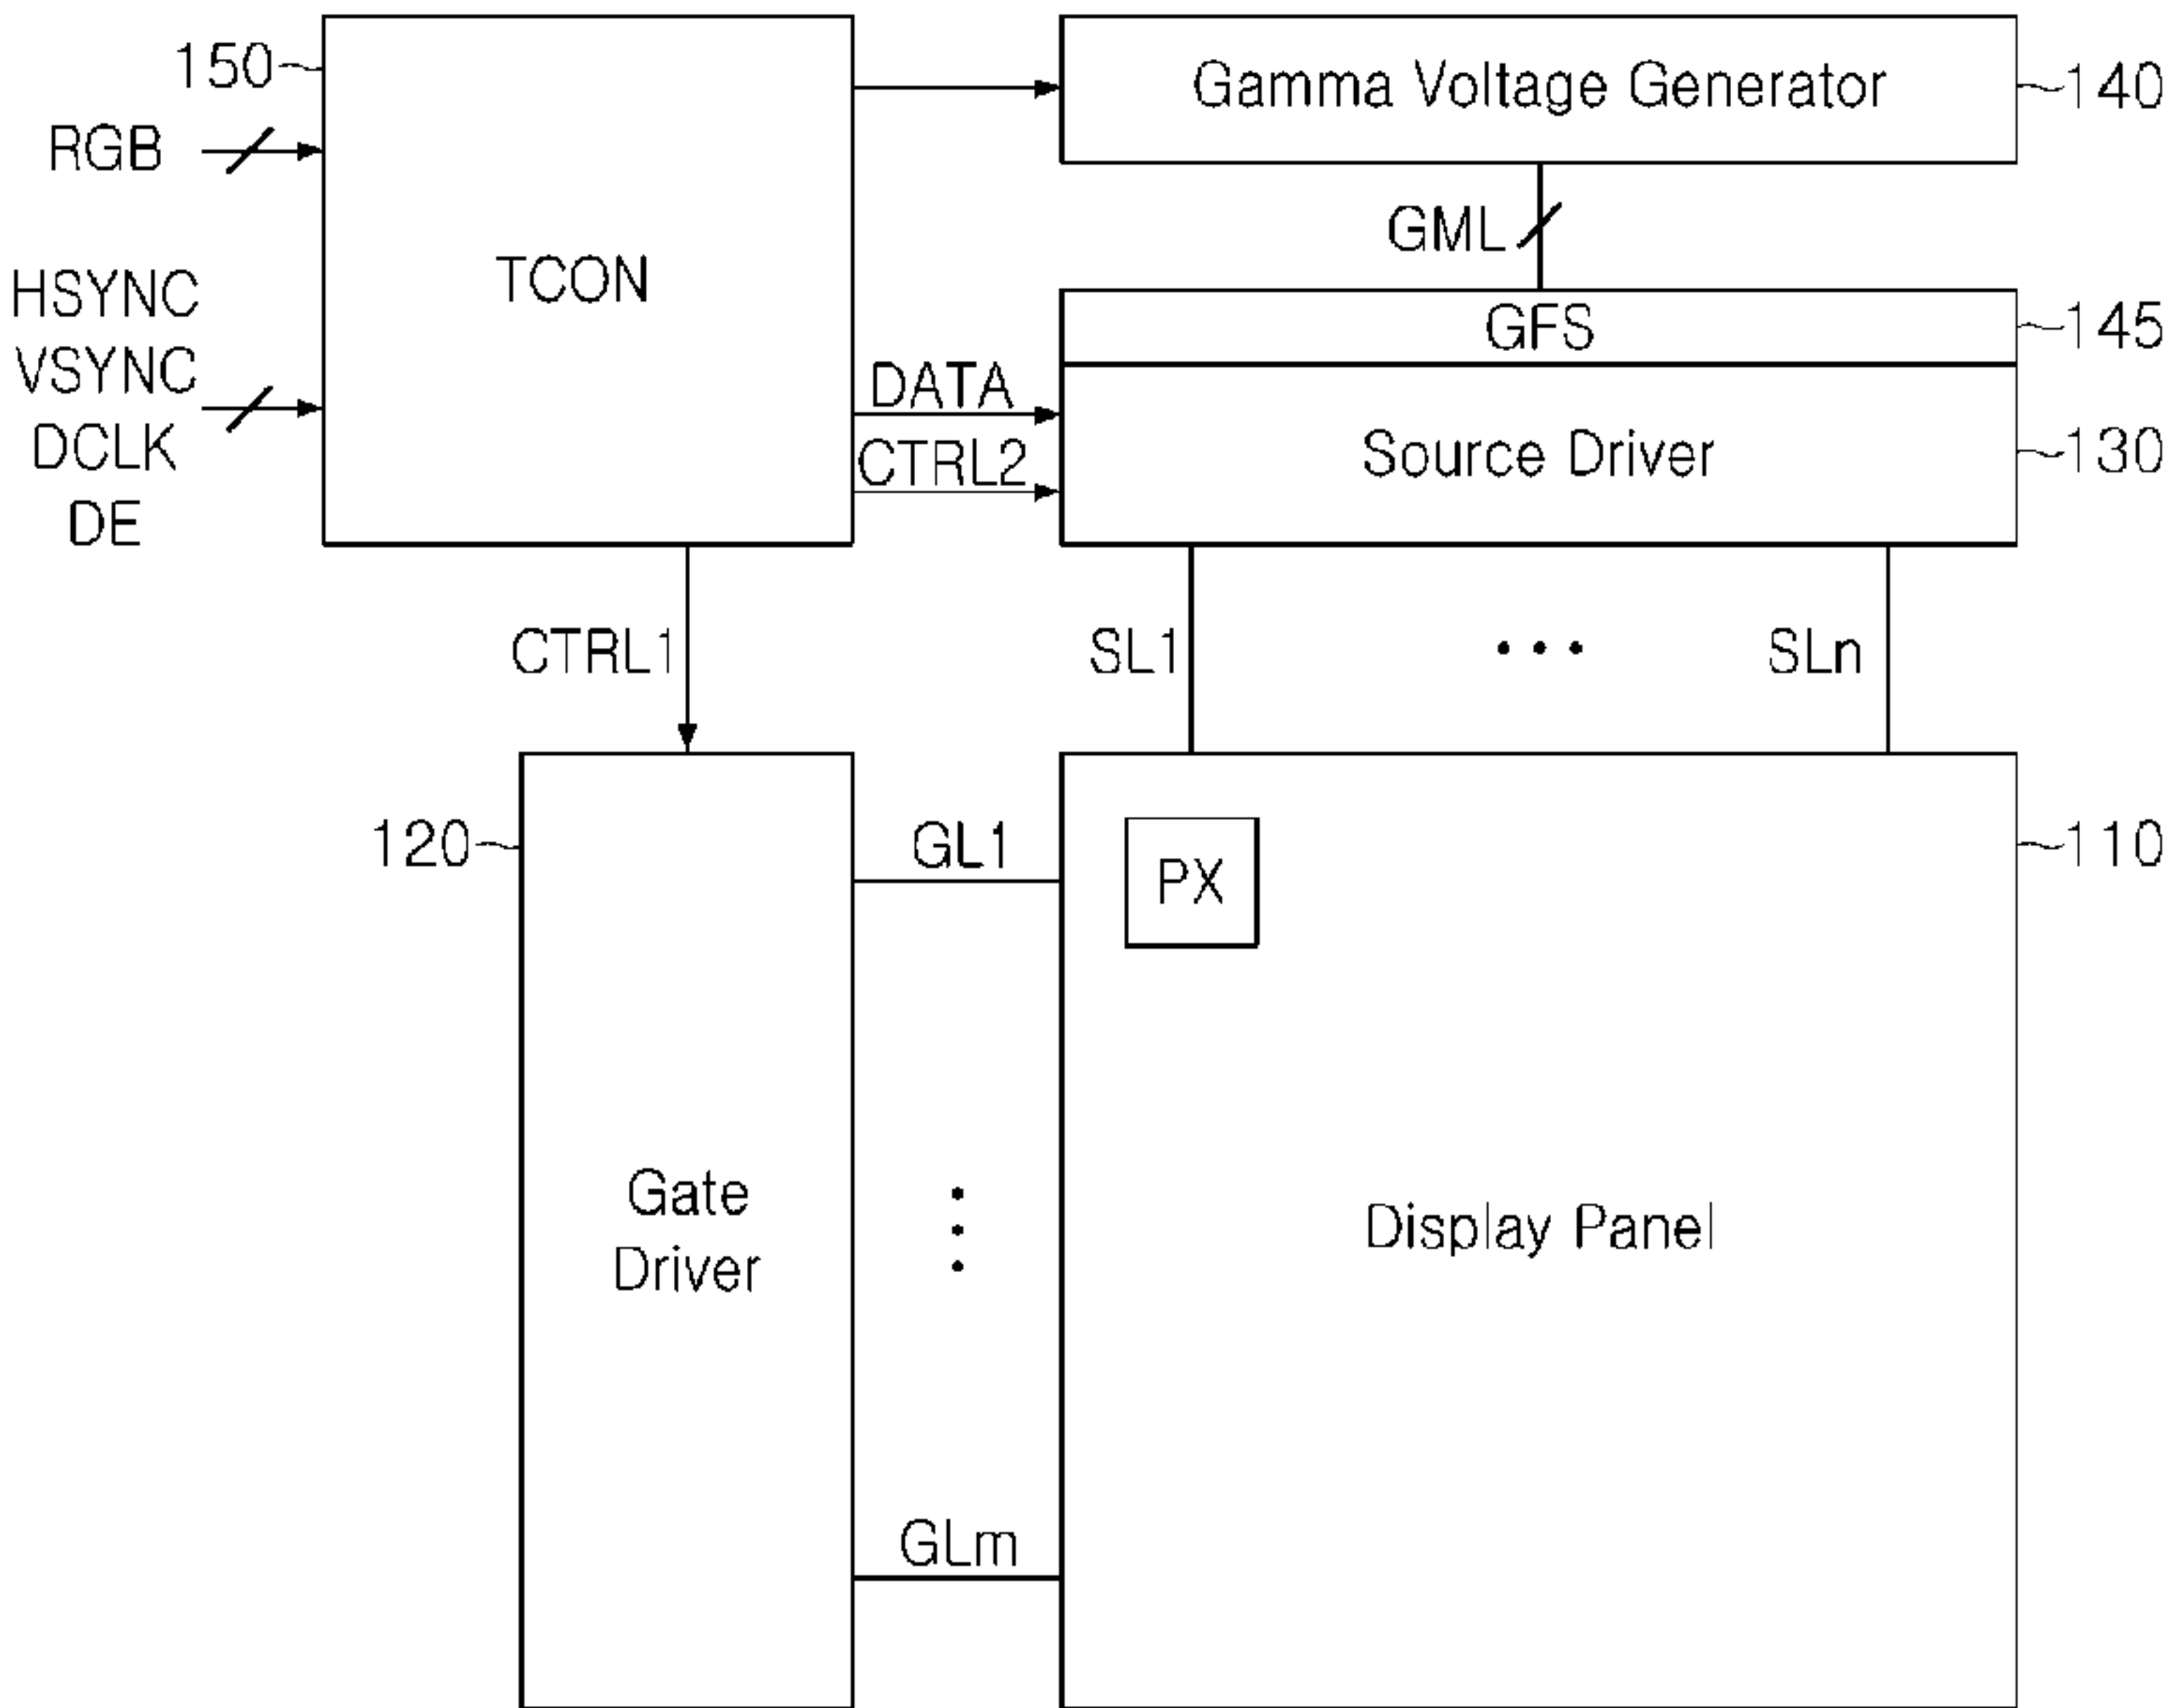 150
RGB
HSYNC
VSYNC
DCLK
DE
TCON
Gamma Voltage Generator
140
GML
GFS
145
DATA
CTRL2
Source Driver
130
CTRL1
SL1
SLn
120
GL1
PX
110
Gate
Driver
Display Panel
GLm